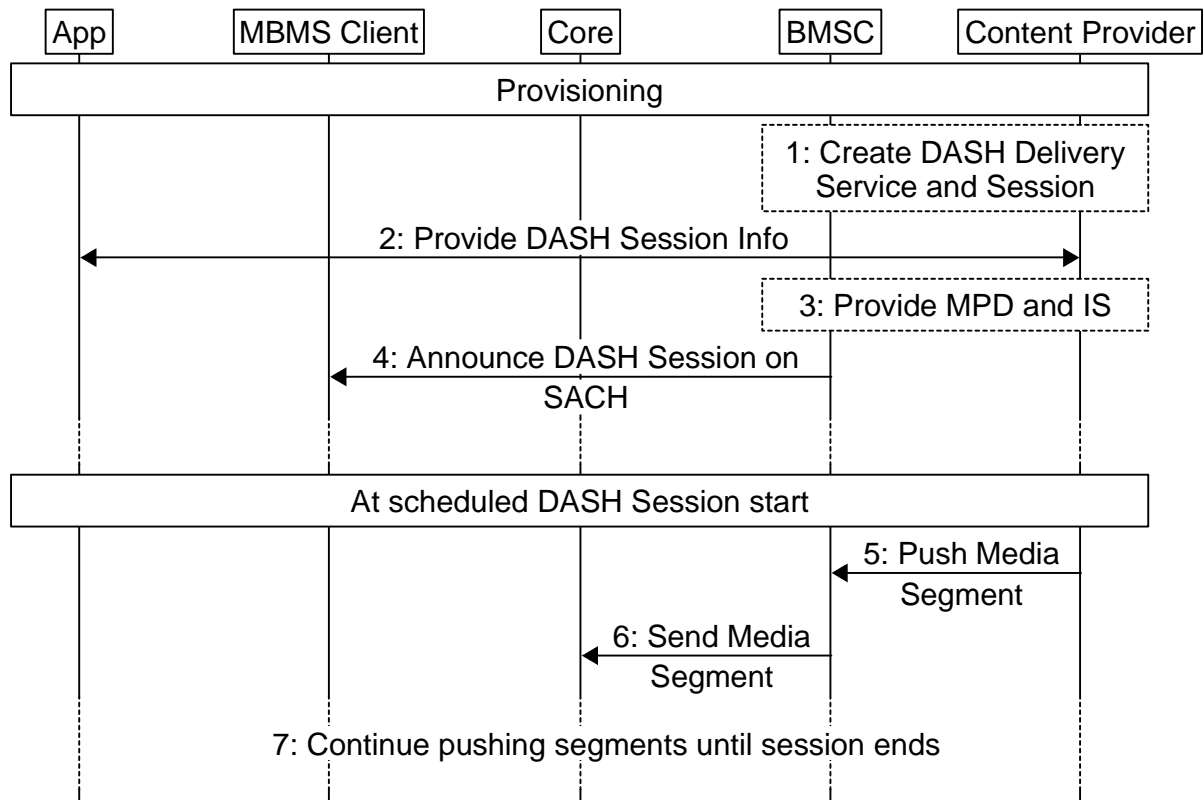 App
MBMS Client
Core
BMSC
Content Provider
Provisioning
1: Create DASH Delivery
Service and Session
2: Provide DASH Session Info
3: Provide MPD and IS
4: Announce DASH Session on
SACH
At scheduled DASH Session start
5: Push Media
Segment
6: Send Media
Segment
7: Continue pushing segments until session ends